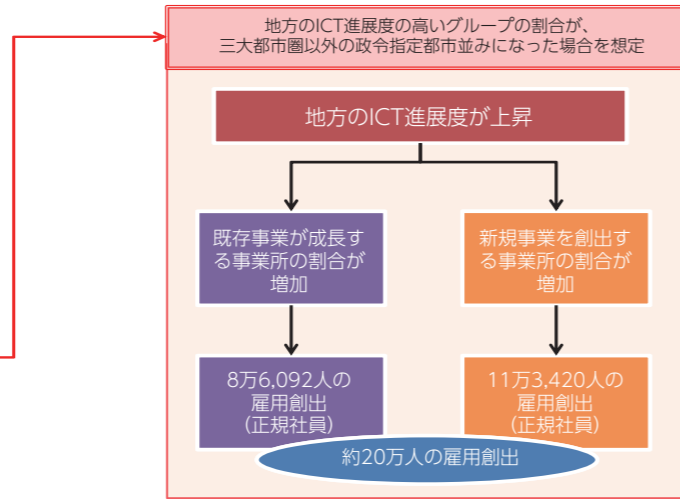 地方のICT進展度の高いグループの割合が、
三大都市圏以外の政令指定都市並みになった場合を想定
地方のICT進展度が上昇
既存事業が成長す
る事業所の割合が
増加
新規事業を創出す
る事業所の割合が
増加
8万6,092人の
雇用創出
(正規社員)
11万3,420人の
雇用創出
(正規社員)
約20万人の雇用創出